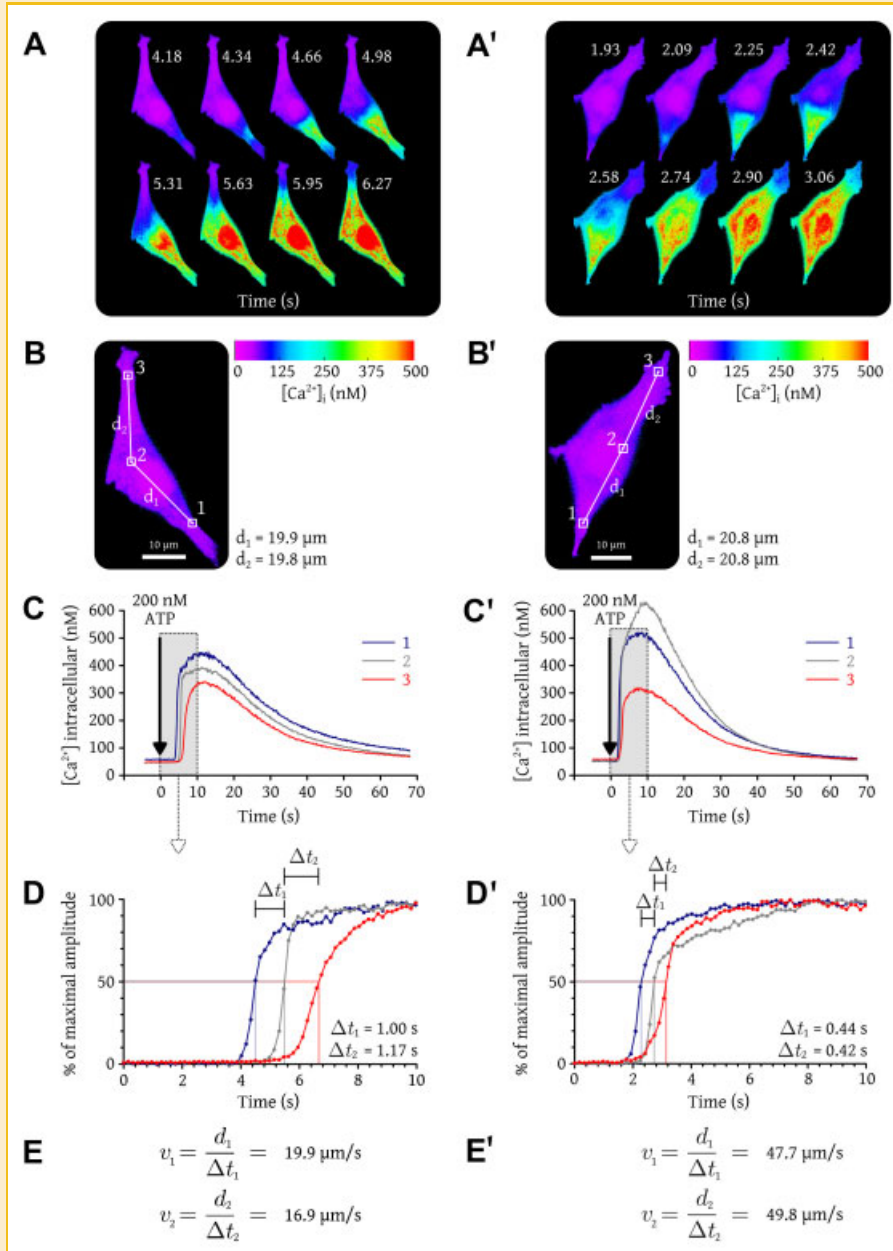 A
4.18 4.34 4.66 4.98
5.31 5.63 5.95 6.27
Time (s)
A'
1.93 2.09 2.25 2.42
2.58 2.74 2.90 3.06
Time (s)
B
3
d₂
2
d₁
1
10 µm
0 125 250 375 500
[Ca²⁺]ᵢ (nM)
d₁ = 19.9 µm
d₂ = 19.8 µm
B'
3
2
d₂
d₁
1
10 µm
0 125 250 375 500
[Ca²⁺]ᵢ (nM)
d₁ = 20.8 µm
d₂ = 20.8 µm
C
200 nM
ATP
[Ca²⁺] intracellular (nM)
600
500
400
300
200
100
0
0 10 20 30 40 50 60 70
Time (s)
1
2
3
C'
200 nM
ATP
[Ca²⁺] intracellular (nM)
600
500
400
300
200
100
0
0 10 20 30 40 50 60 70
Time (s)
1
2
3
D
Δt₂
Δt₁
% of maximal amplitude
100
50
0
0 2 4 6 8 10
Time (s)
Δt₁ = 1.00 s
Δt₂ = 1.17 s
D'
Δt₂
Δt₁
% of maximal amplitude
100
50
0
0 2 4 6 8 10
Time (s)
Δt₁ = 0.44 s
Δt₂ = 0.42 s
E
v₁ = d₁ / Δt₁ = 19.9 µm/s
v₂ = d₂ / Δt₂ = 16.9 µm/s
E'
v₁ = d₁ / Δt₁ = 47.7 µm/s
v₂ = d₂ / Δt₂ = 49.8 µm/s